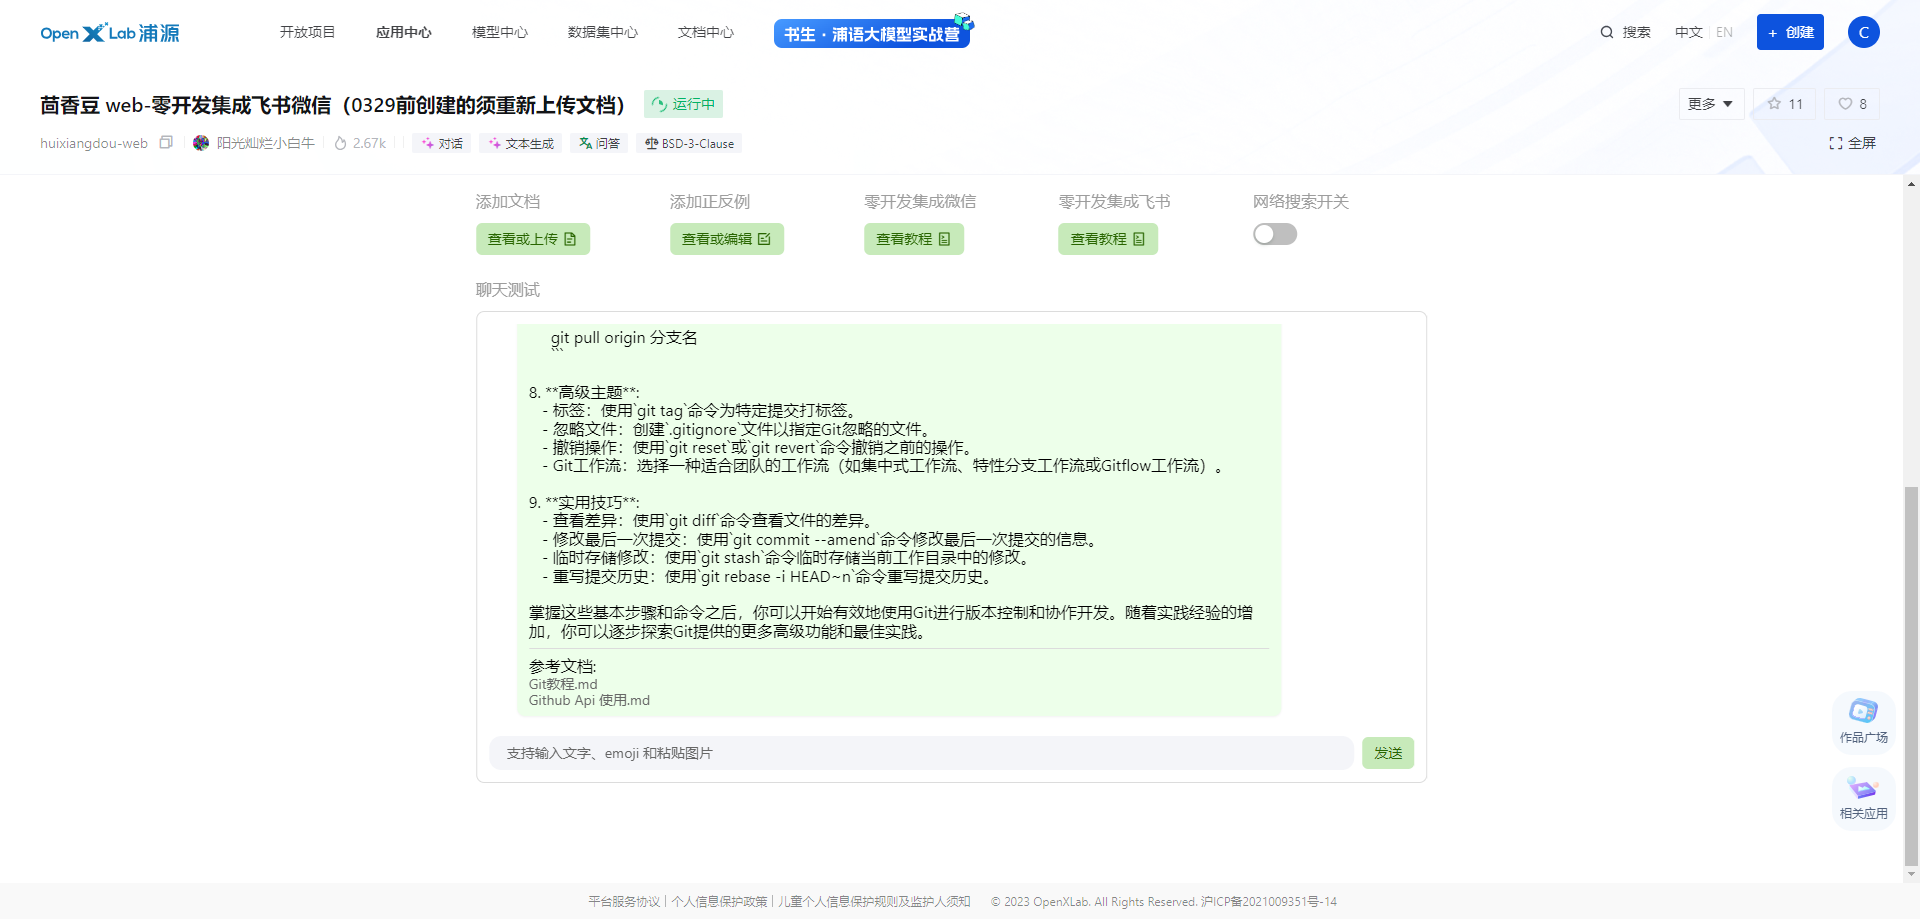 Open X Lab 浦源
开放项目
应用中心
模型中心
数据集中心
文档中心
书生·浦语大模型实战营
搜索
中文 | EN
+ 创建
C
茴香豆 web-零开发集成飞书微信（0329前创建的须重新上传文档）
运行中
更多
11
8
huixiangdou-web
阳光灿烂小白牛
2.67k
对话
文本生成
问答
BSD-3-Clause
全屏
添加文档
添加正反例
零开发集成微信
零开发集成飞书
网络搜索开关
查看或上传
查看或编辑
查看教程
查看教程
聊天测试
git pull origin 分支名
```
8. **高级主题**:
- 标签：使用`git tag`命令为特定提交打标签。
- 忽略文件：创建`.gitignore`文件以指定Git忽略的文件。
- 撤销操作：使用`git reset`或`git revert`命令撤销之前的操作。
- Git工作流：选择一种适合团队的工作流（如集中式工作流、特性分支工作流或Gitflow工作流）。
9. **实用技巧**:
- 查看差异：使用`git diff`命令查看文件的差异。
- 修改最后一次提交：使用`git commit --amend`命令修改最后一次提交的信息。
- 临时存储修改：使用`git stash`命令临时存储当前工作目录中的修改。
- 重写提交历史：使用`git rebase -i HEAD~n`命令重写提交历史。
掌握这些基本步骤和命令之后，你可以开始有效地使用Git进行版本控制和协作开发。随着实践经验的增
加，你可以逐步探索Git提供的更多高级功能和最佳实践。
参考文档:
Git教程.md
Github Api 使用.md
支持输入文字、emoji 和粘贴图片
发送
作品广场
相关应用
平台服务协议 | 个人信息保护政策 | 儿童个人信息保护规则及监护人须知 © 2023 OpenXLab. All Rights Reserved. 沪ICP备2021009351号-14